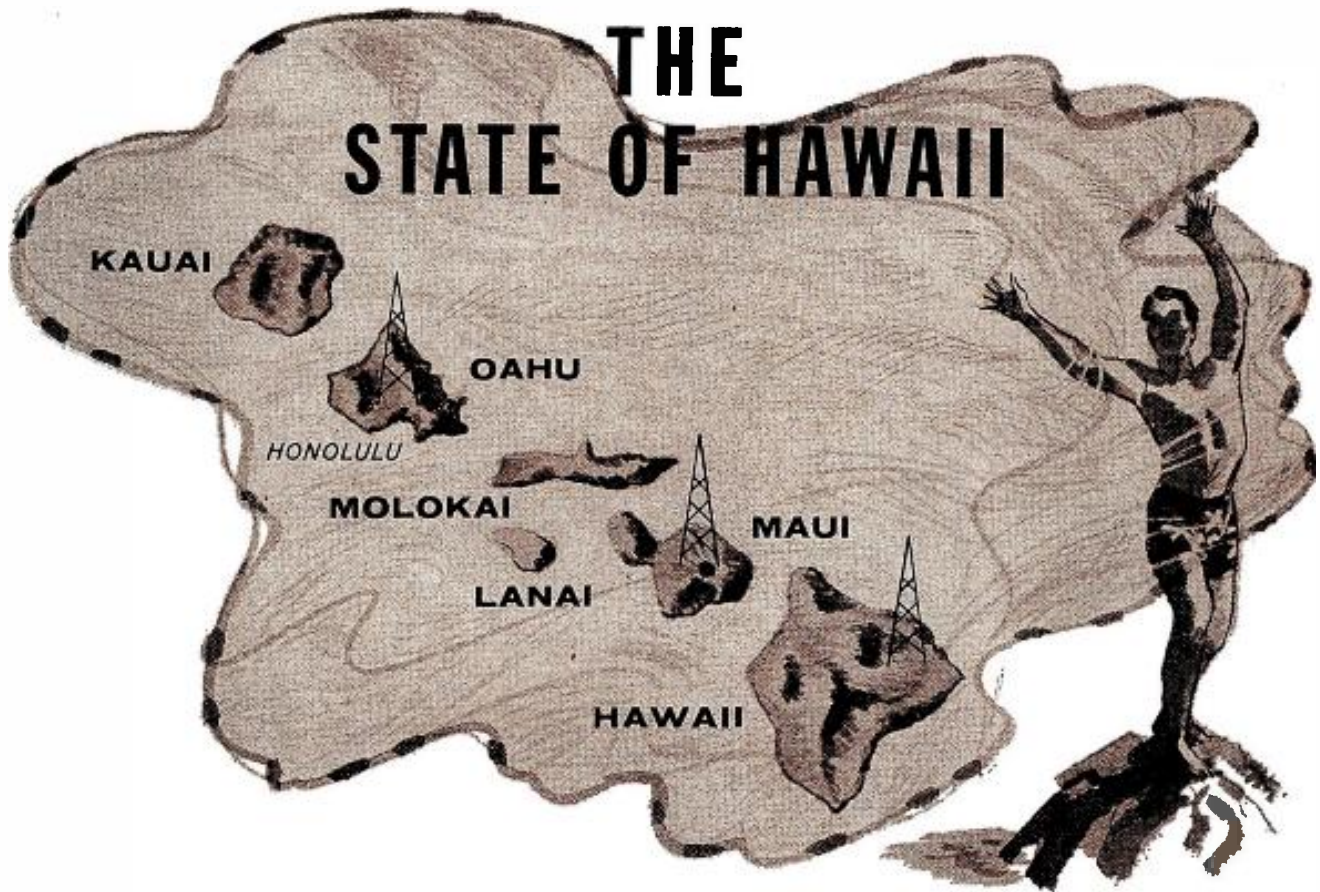 THE
STATE OF HAWAII
KAUAI
OAHU
HONOLULU
MOLOKAI
MAUI
LANAI
HAWAII